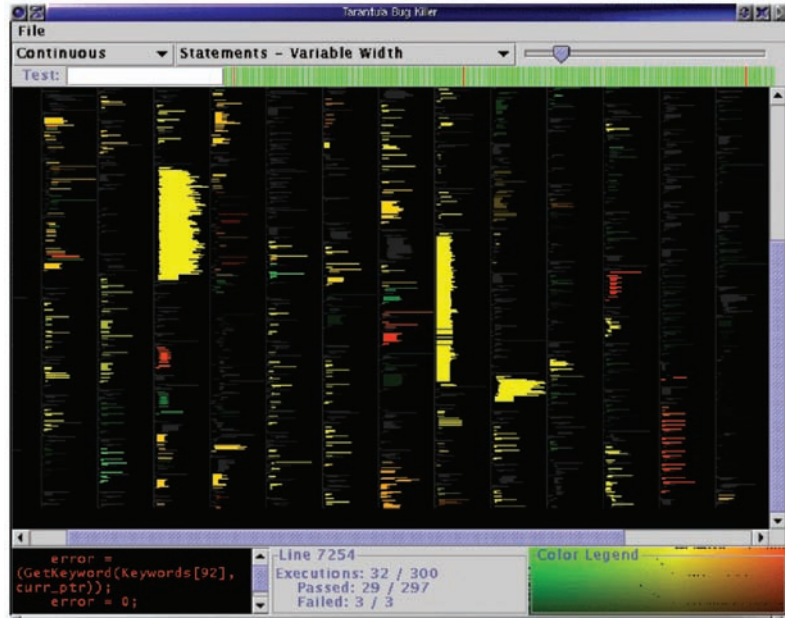 Tarantula Bug Killer
File
Continuous
Statements - Variable Width
Test:
error =
(GetKeyword(Keywords[92],
curr_ptr));
error = 0;
Line 7254
Executions: 32 / 300
Passed: 29 / 297
Failed: 3 / 3
Color Legend